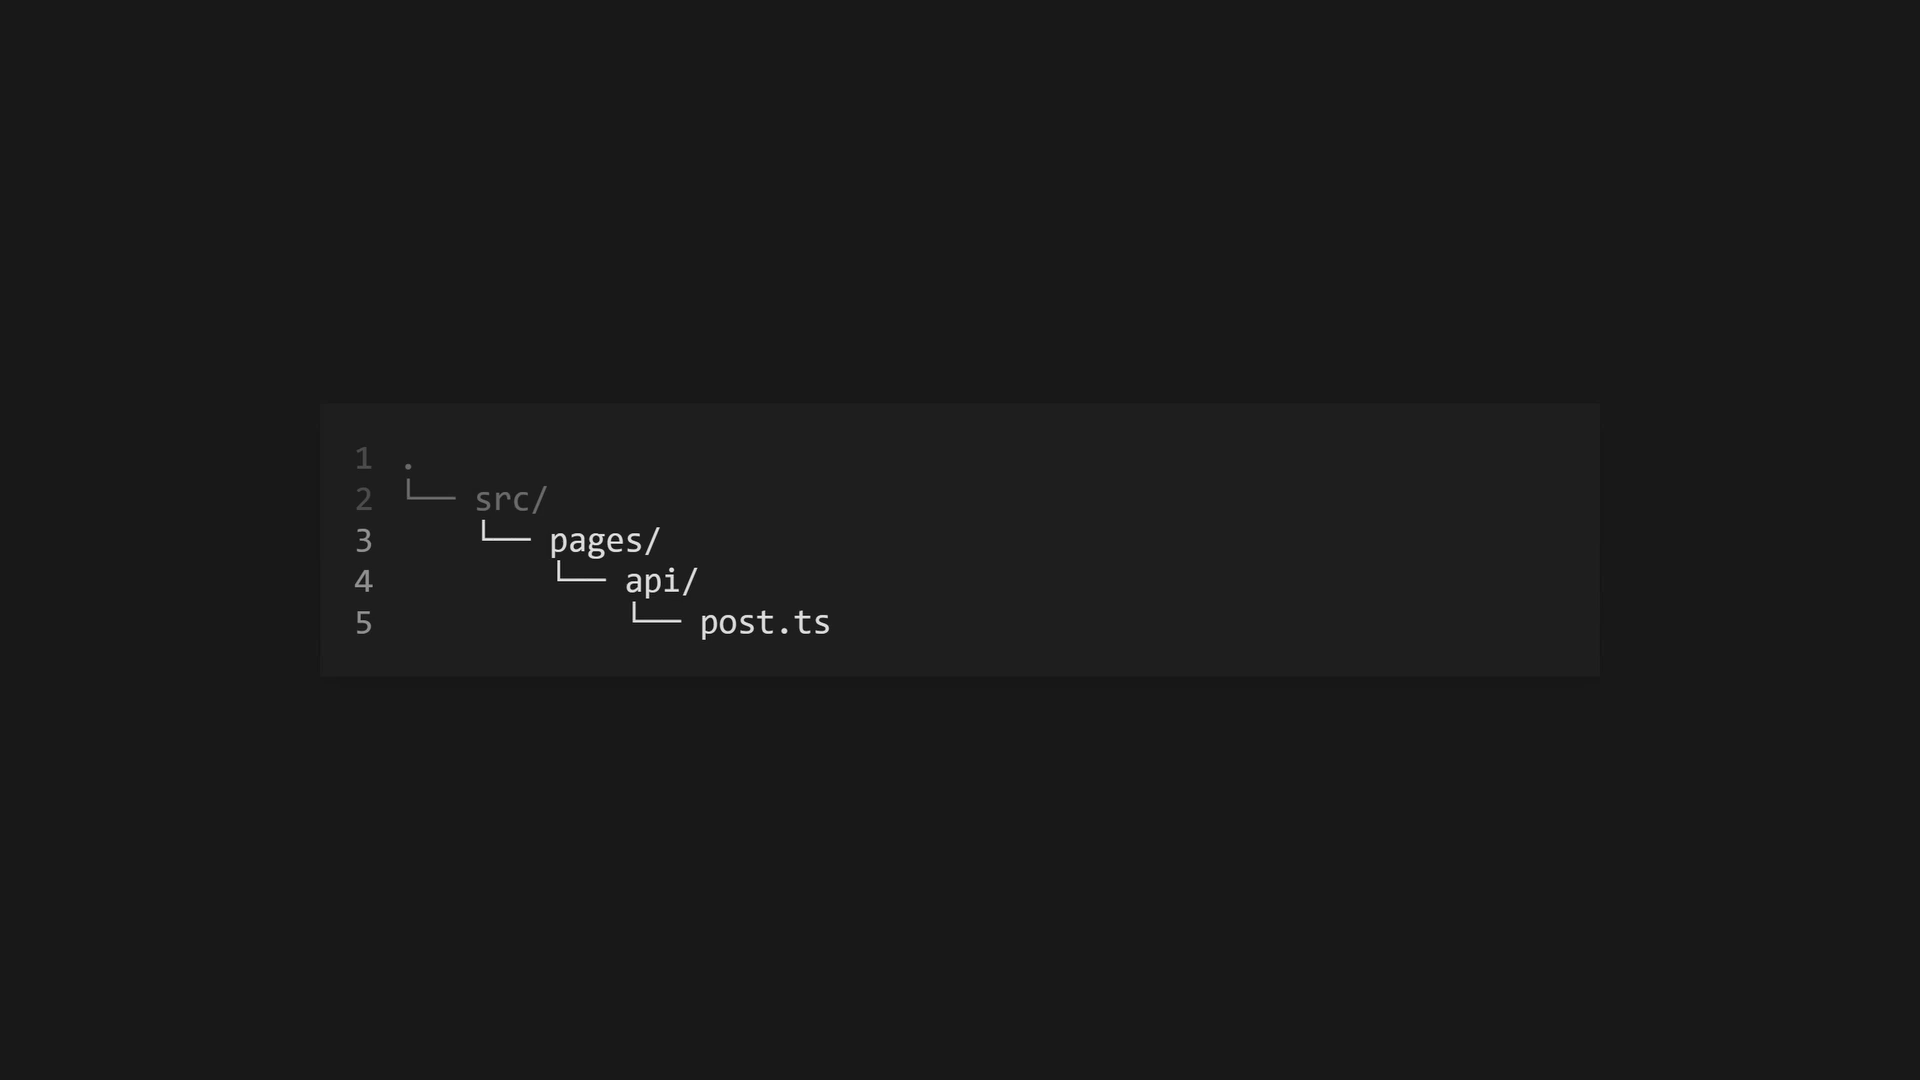 1 .
2 └── src/
3     └── pages/
4         └── api/
5             └── post.ts